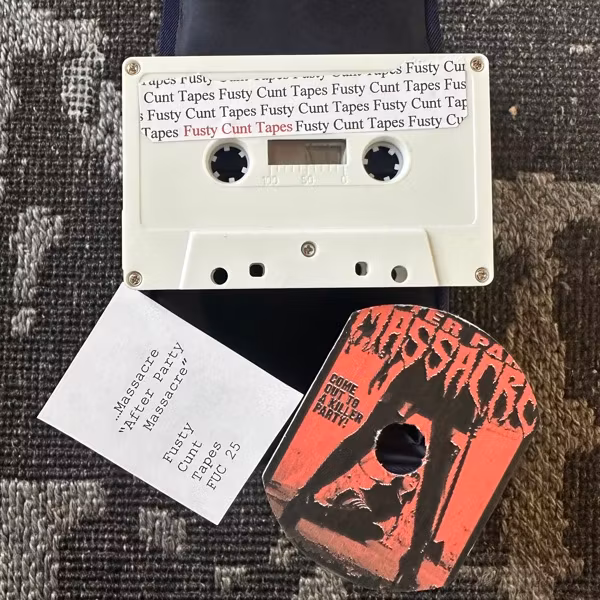 Tapes Fusty Cunt Tapes Fusty Cunt Tapes Fusty Cunt
Cunt Tapes Fusty Cunt Tapes Fusty Cunt Tapes
Fusty Cunt Tapes Fusty Cunt Tapes Fusty Cunt
Tapes Fusty Cunt Tapes Fusty Cunt Tapes Fusty
100 50 0
...Massacre
"After Party
Massacre"
Fusty
Cunt
Tapes
FUC 25
MASSACRE
COME
OUT TO
A KILLER
PARTY!